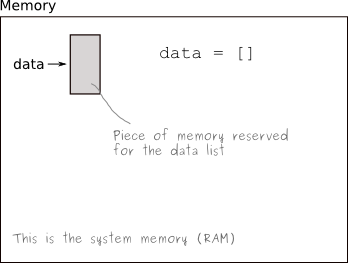 Memory
data = []
data
Piece of memory reserved
for the data list
This is the system memory (RAM)